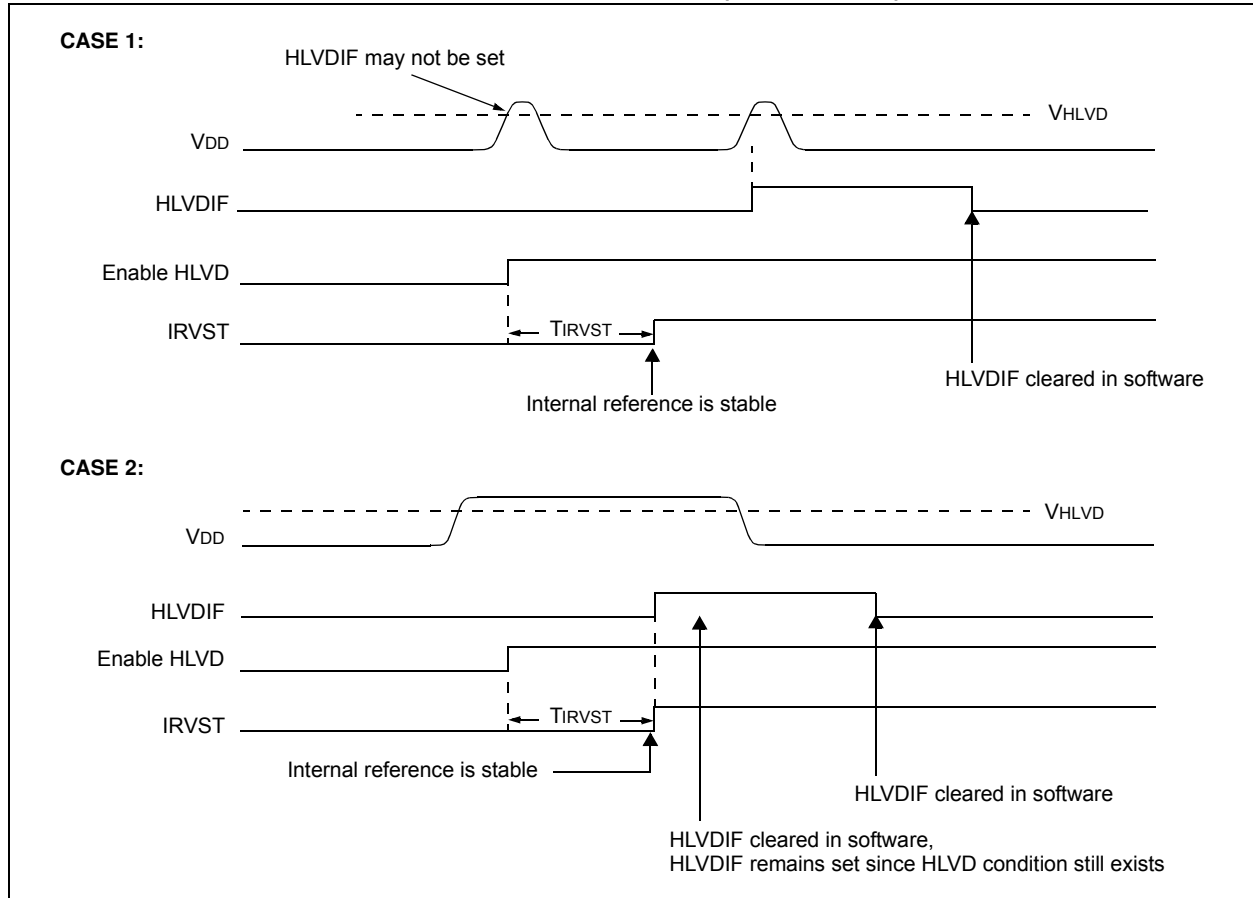 CASE 1:
HLVDIF may not be set
VHLVD
VDD
HLVDIF
Enable HLVD
TIRVST
IRVST
HLVDIF cleared in software
Internal reference is stable
CASE 2:
VHLVD
VDD
HLVDIF
Enable HLVD
TIRVST
IRVST
Internal reference is stable
HLVDIF cleared in software
HLVDIF cleared in software,
HLVDIF remains set since HLVD condition still exists